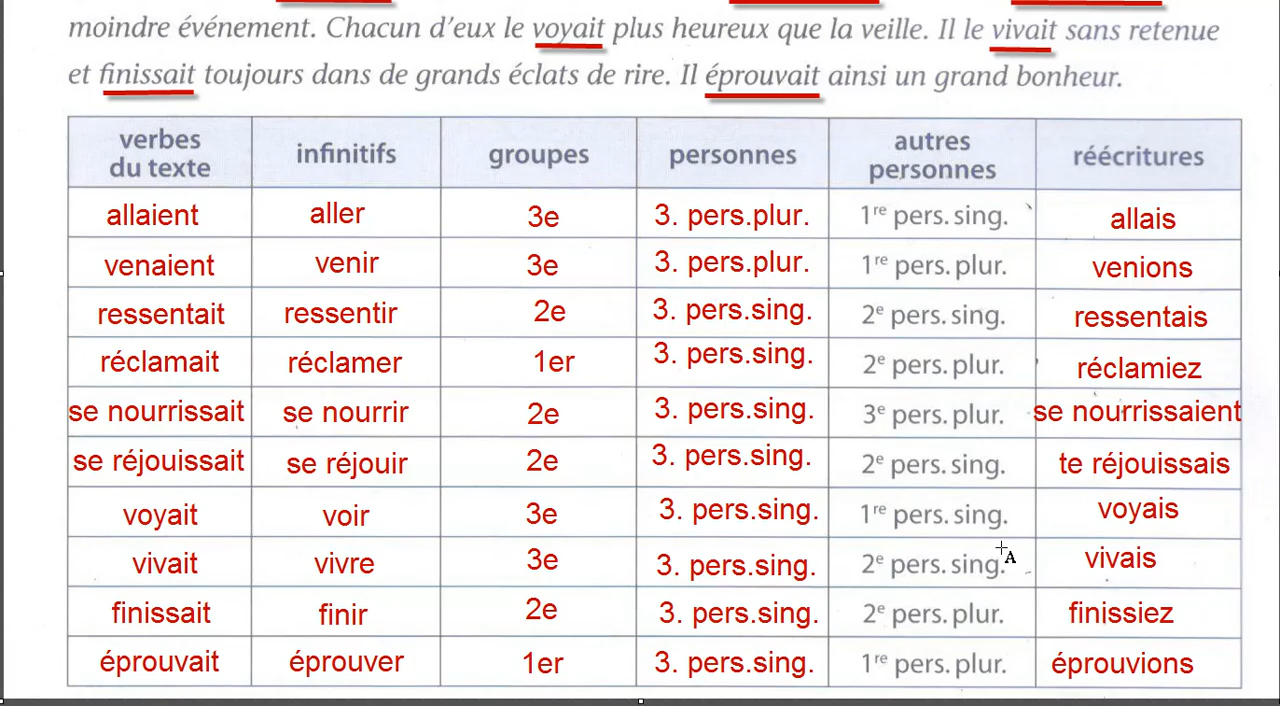 moindre événement. Chacun d'eux le voyait plus heureux que la veille. Il le vivait sans retenue
et finissait toujours dans de grands éclats de rire. Il éprouvait ainsi un grand bonheur.
verbes du texte infinitifs groupes personnes autres personnes réécritures
allaient aller 3e 3. pers.plur. 1re pers. sing. allais
venaient venir 3e 3. pers.plur. 1re pers. plur. venions
ressentait ressentir 2e 3. pers.sing. 2e pers. sing. ressentais
réclamait réclamer 1er 3. pers.sing. 2e pers. plur. réclamiez
se nourrissait se nourrir 2e 3. pers.sing. 3e pers. plur. se nourrissaient
se réjouissait se réjouir 2e 3. pers.sing. 2e pers. sing. te réjouissais
voyait voir 3e 3. pers.sing. 1re pers. sing. voyais
vivait vivre 3e 3. pers.sing. 2e pers. sing. vivais
finissait finir 2e 3. pers.sing. 2e pers. plur. finissiez
éprouvait éprouver 1er 3. pers.sing. 1re pers. plur. éprouvions